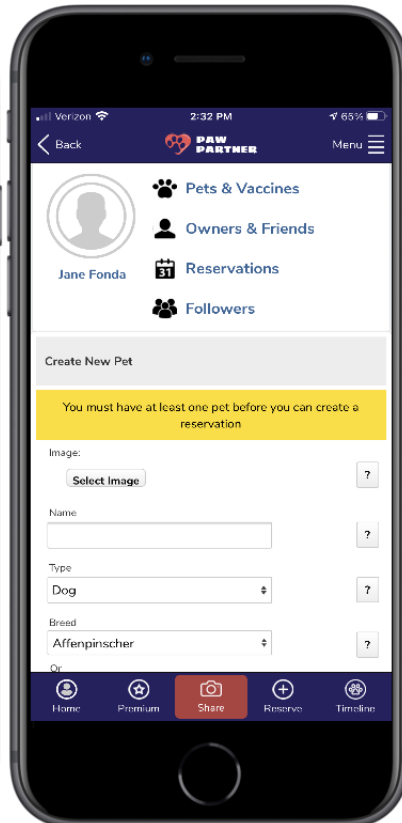 Verizon 2:32 PM 65%
Back PAW PARTNER Menu
Pets & Vaccines
Owners & Friends
Jane Fonda
31 Reservations
Followers
Create New Pet
You must have at least one pet before you can create a
reservation
Image:
Select Image ?
Name
?
Type
Dog ?
Breed
Affenpinscher ?
Or
Home Premium Share Reserve Timeline